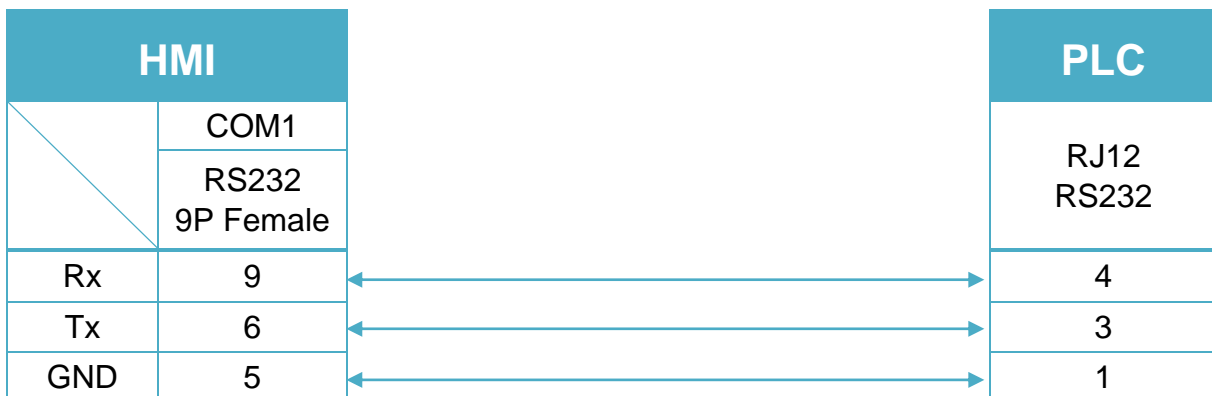 HMI PLC
COM1
RS232
9P Female
RJ12
RS232
Rx 9 4
Tx 6 3
GND 5 1